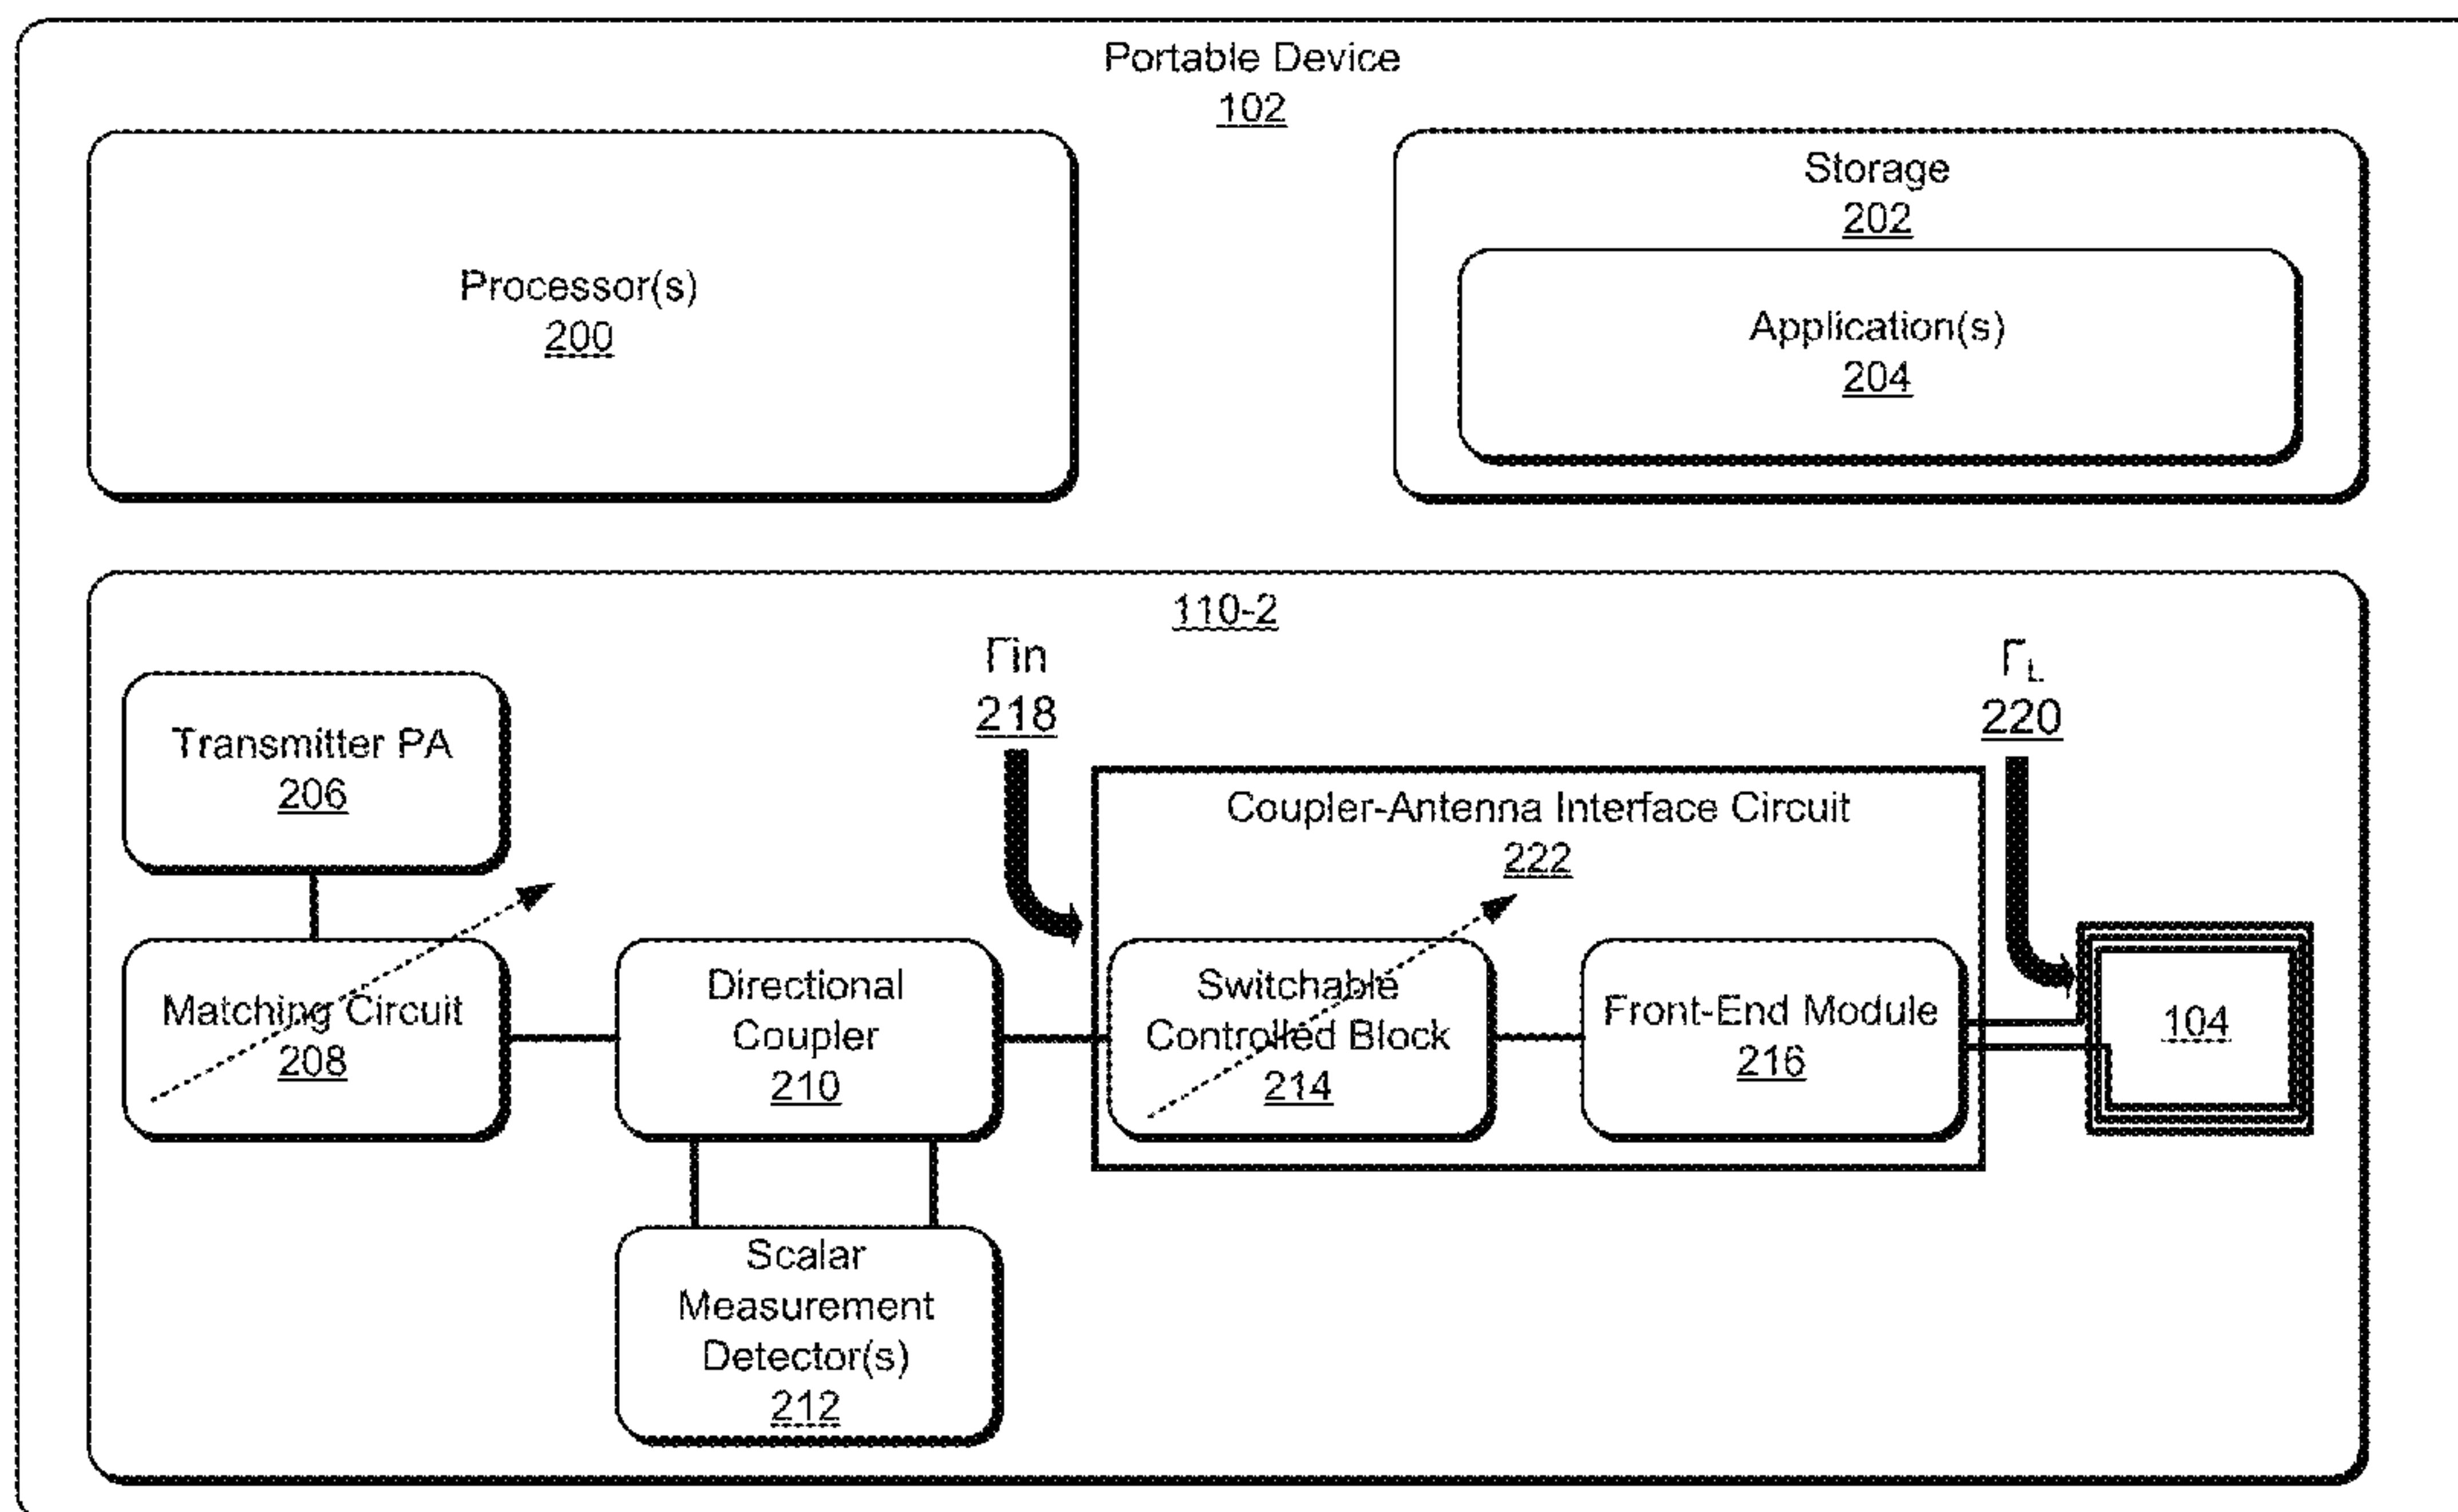 Portable Device
102
Processor(s)
200
Storage
202
Application(s)
204
110-2
Γin
218
ΓL
220
Transmitter PA
206
Coupler-Antenna Interface Circuit
222
Matching Circuit
208
Directional
Coupler
210
Switchable
Controlled Block
214
Front-End Module
216
104
Scalar
Measurement
Detector(s)
212